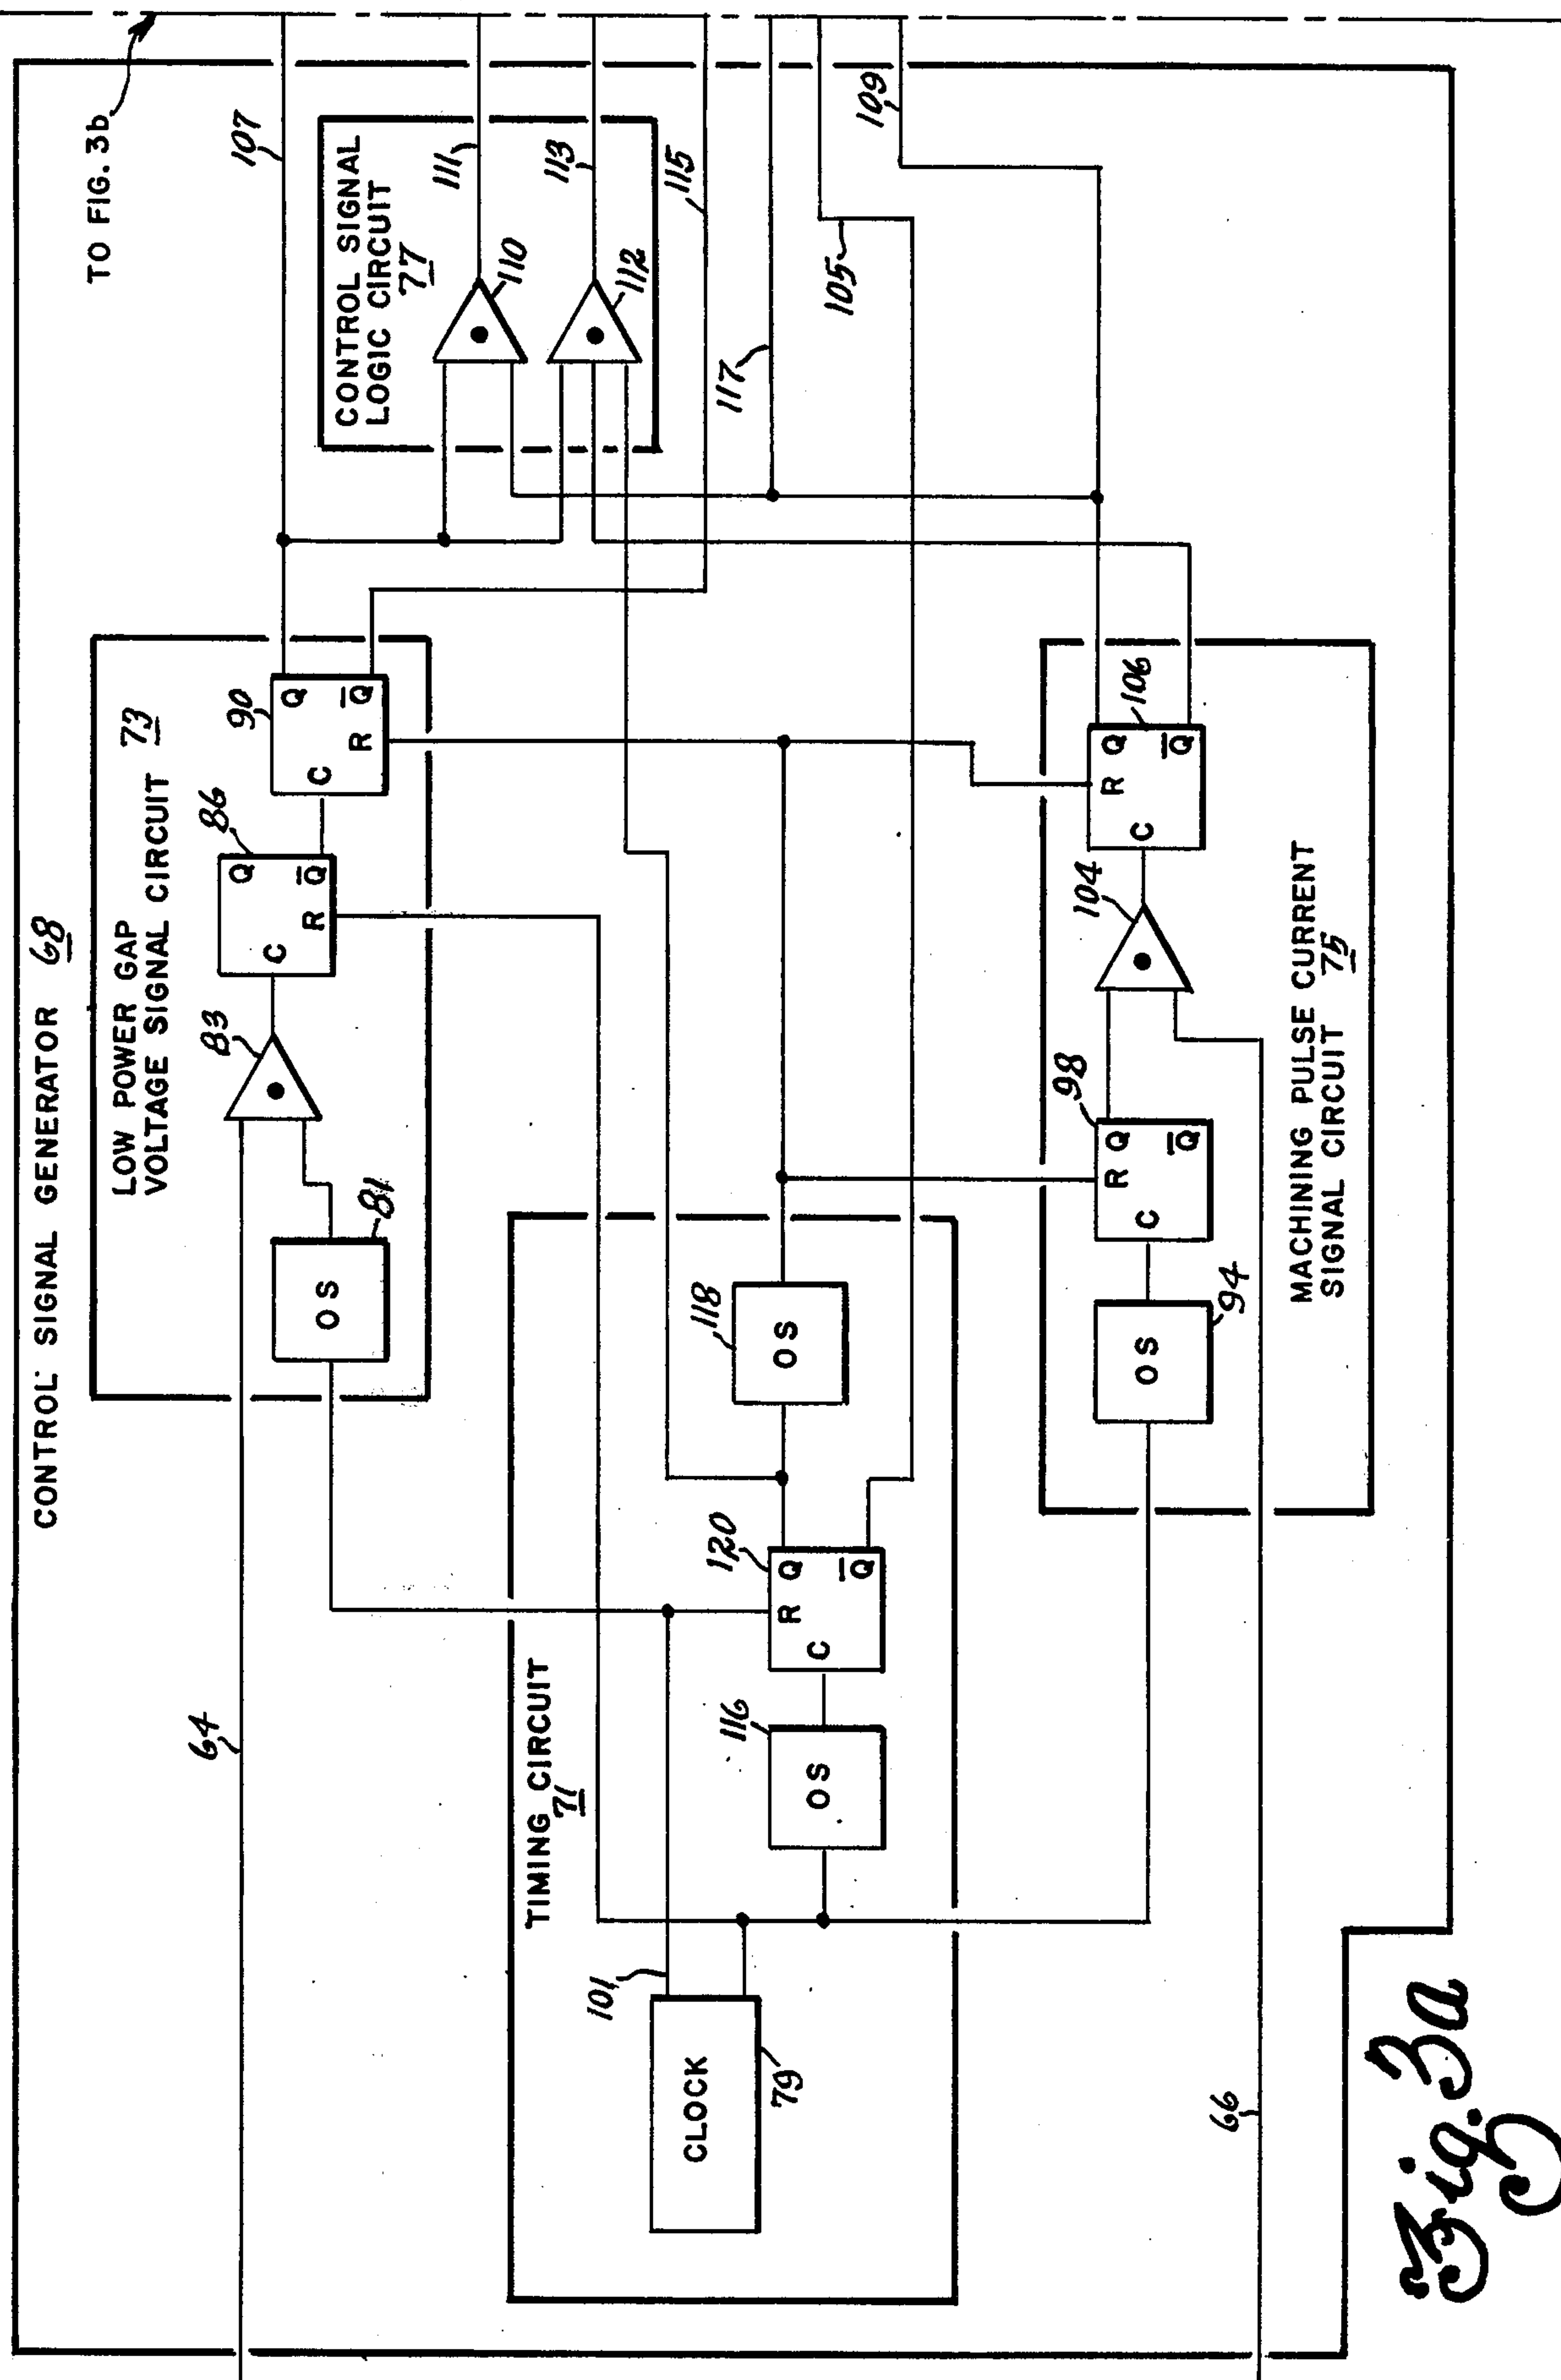 CONTROL SIGNAL GENERATOR 68
TO FIG. 3b
LOW POWER GAP
VOLTAGE SIGNAL CIRCUIT 73
64
OS
81
83
C
Q
Q̅
R
86
C
Q
Q̅
R
90
107
CONTROL SIGNAL
LOGIC CIRCUIT
77
110
111
112
113
115
117
105
109
TIMING CIRCUIT
71
CLOCK
79
101
OS
116
R
Q
C
Q̅
120
OS
118
OS
94
R
Q
C
Q̅
98
104
R
Q
C
Q̅
106
MACHINING PULSE CURRENT
SIGNAL CIRCUIT 75
66
Fig. 3a